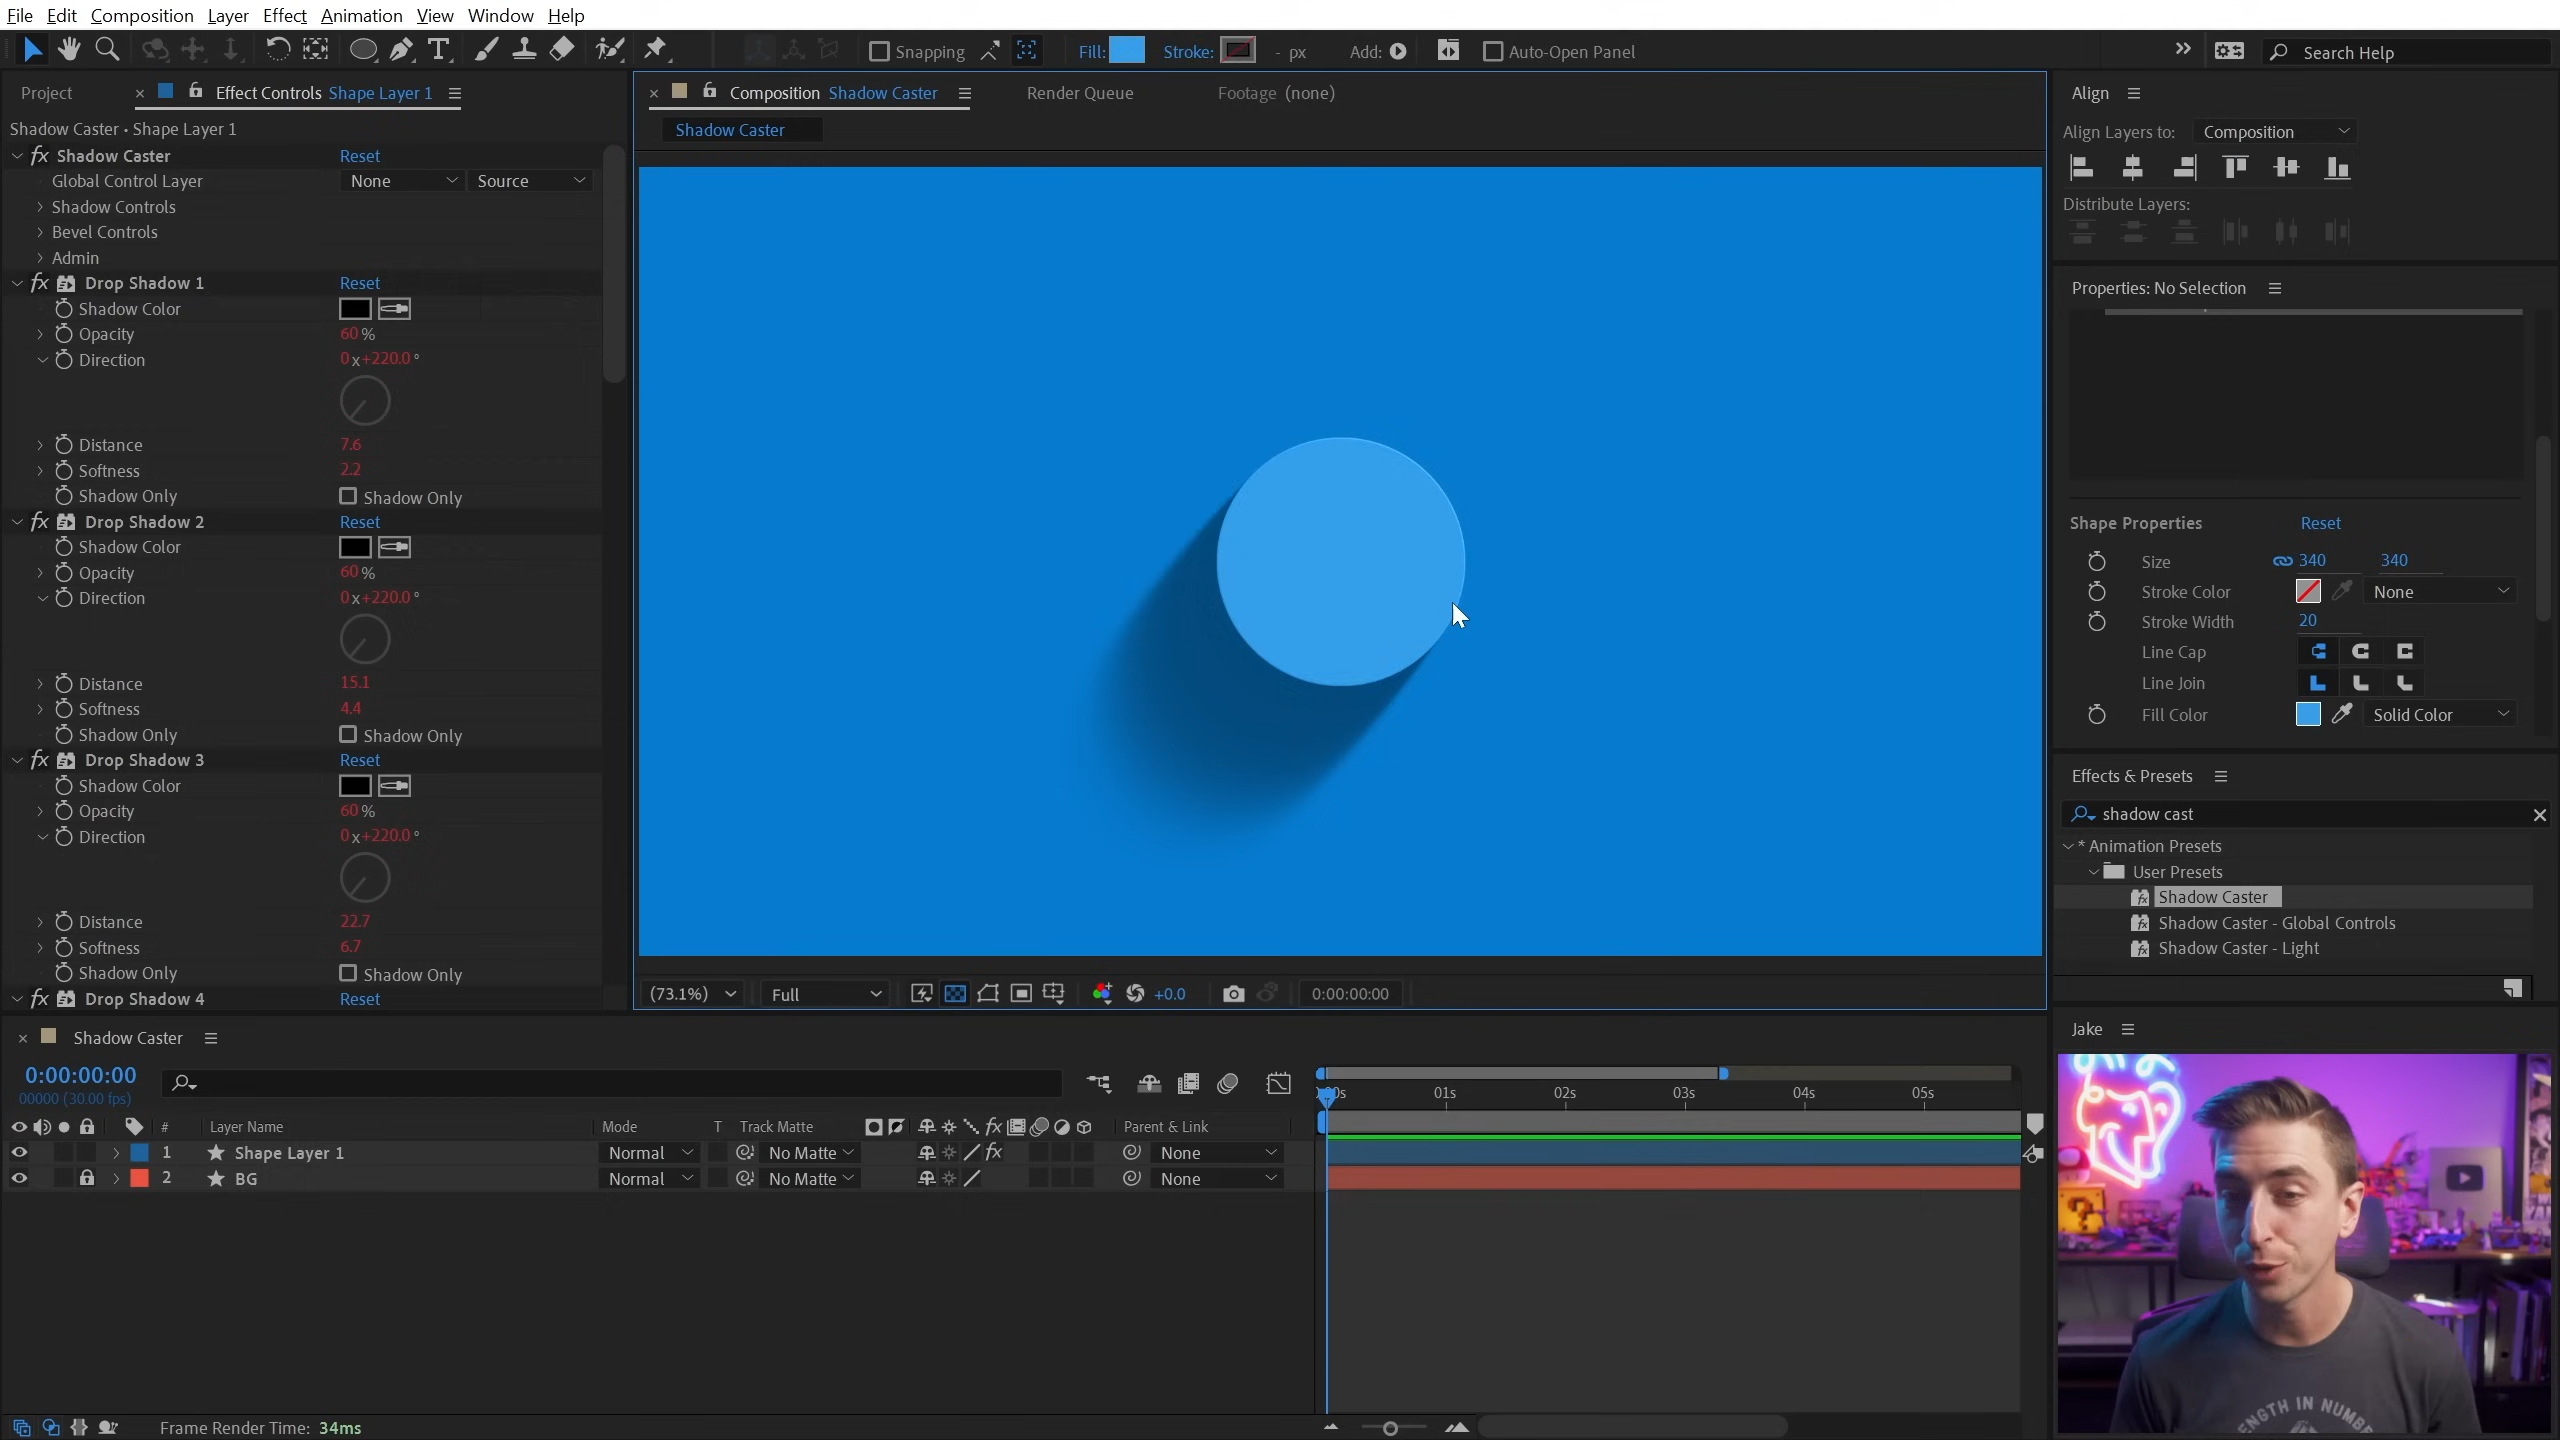 File Edit Composition Layer Effect Animation View Window Help
Snapping Fill: Stroke: - px Add: Auto-Open Panel Search Help
Project Effect Controls Shape Layer 1
Shadow Caster • Shape Layer 1
Shadow Caster Reset
Global Control Layer None Source
Shadow Controls
Bevel Controls
Admin
Drop Shadow 1 Reset
Shadow Color
Opacity 60 %
Direction 0 x +220.0 °
Distance 7.6
Softness 2.2
Shadow Only Shadow Only
Drop Shadow 2 Reset
Shadow Color
Opacity 60 %
Direction 0 x +220.0 °
Distance 15.1
Softness 4.4
Shadow Only Shadow Only
Drop Shadow 3 Reset
Shadow Color
Opacity 60 %
Direction 0 x +220.0 °
Distance 22.7
Softness 6.7
Shadow Only Shadow Only
Drop Shadow 4 Reset
Composition Shadow Caster Render Queue Footage (none)
Shadow Caster
(73.1%) Full +0.0 0:00:00:00
Align
Align Layers to: Composition
Distribute Layers:
Properties: No Selection
Shape Properties Reset
Size 340 340
Stroke Color None
Stroke Width 20
Line Cap
Line Join
Fill Color Solid Color
Effects & Presets
shadow cast
* Animation Presets
User Presets
Shadow Caster
Shadow Caster - Global Controls
Shadow Caster - Light
Jake
Shadow Caster
0:00:00:00
00000 (30.00 fps)
01s 02s 03s 04s 05s
# Layer Name Mode T Track Matte fx Parent & Link
1 Shape Layer 1 Normal No Matte fx None
2 BG Normal No Matte None
Frame Render Time: 34ms